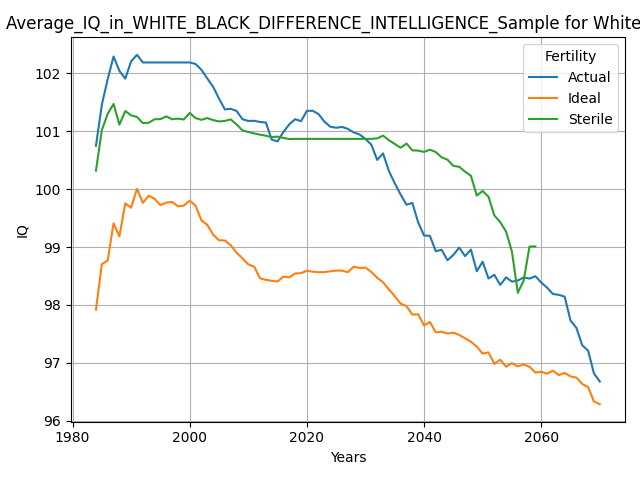 Average_IQ_in_WHITE_BLACK_DIFFERENCE_INTELLIGENCE_Sample for White
Fertility
Actual
Ideal
Sterile
102
101
100
99
98
97
96
IQ
1980
2000
2020
2040
2060
Years